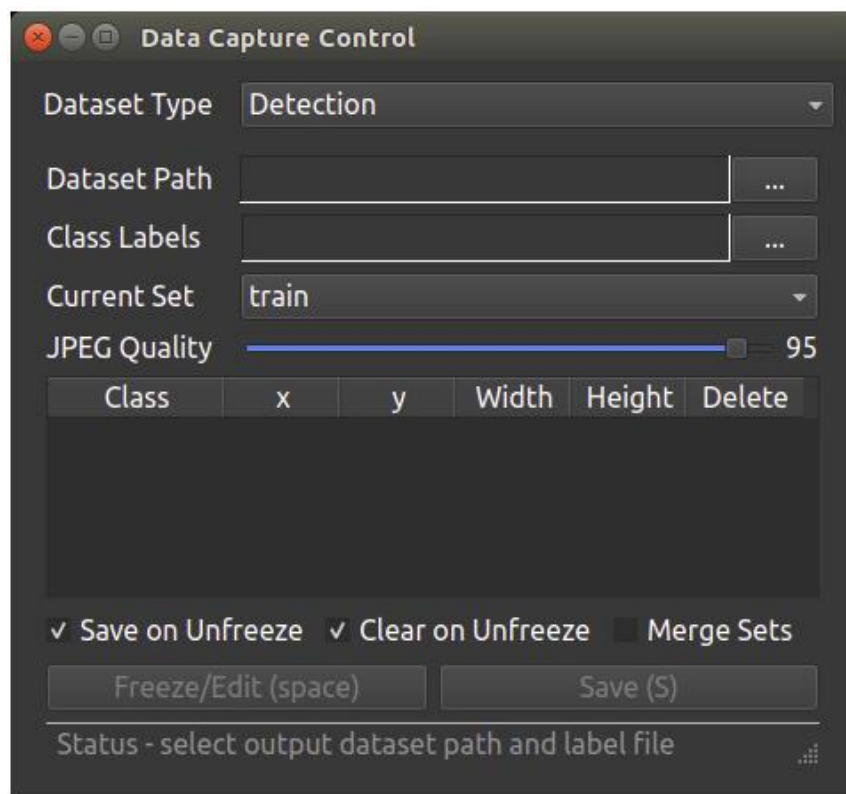 Data Capture Control
Dataset Type Detection
Dataset Path ...
Class Labels ...
Current Set train
JPEG Quality 95
Class x y Width Height Delete
Save on Unfreeze Clear on Unfreeze Merge Sets
Freeze/Edit (space) Save (S)
Status - select output dataset path and label file